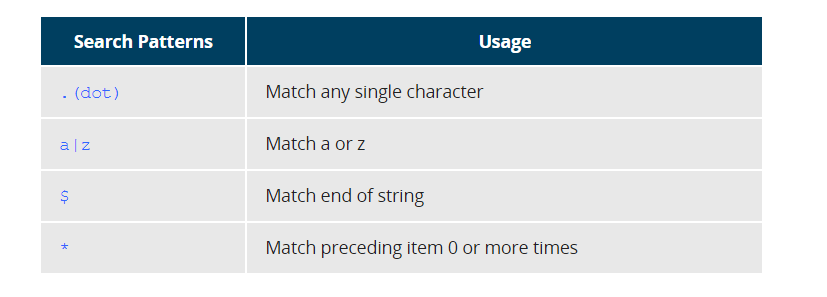 Search Patterns Usage
.(dot) Match any single character
a|z Match a or z
$ Match end of string
* Match preceding item 0 or more times